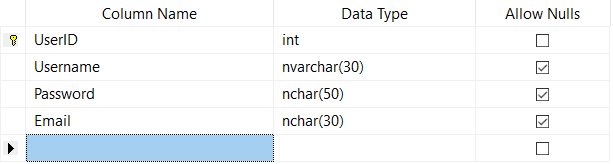 Column Name Data Type Allow Nulls
UserID int
Username nvarchar(30)
Password nchar(50)
Email nchar(30)